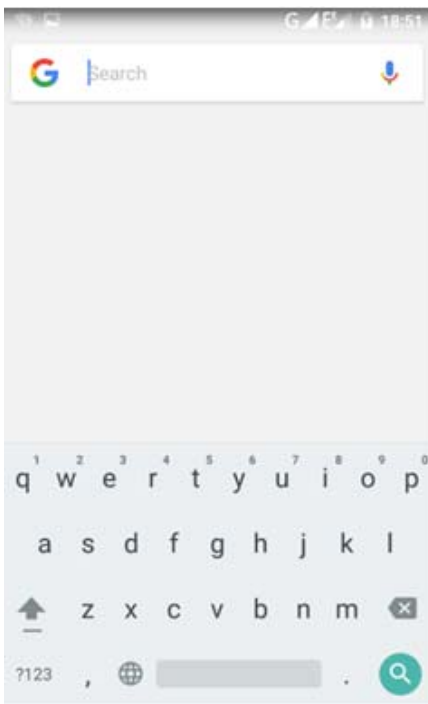 G E 18:51
G Search
1 2 3 4 5 6 7 8 9 0
q w e r t y u i o p
a s d f g h j k l
z x c v b n m
?123 , .